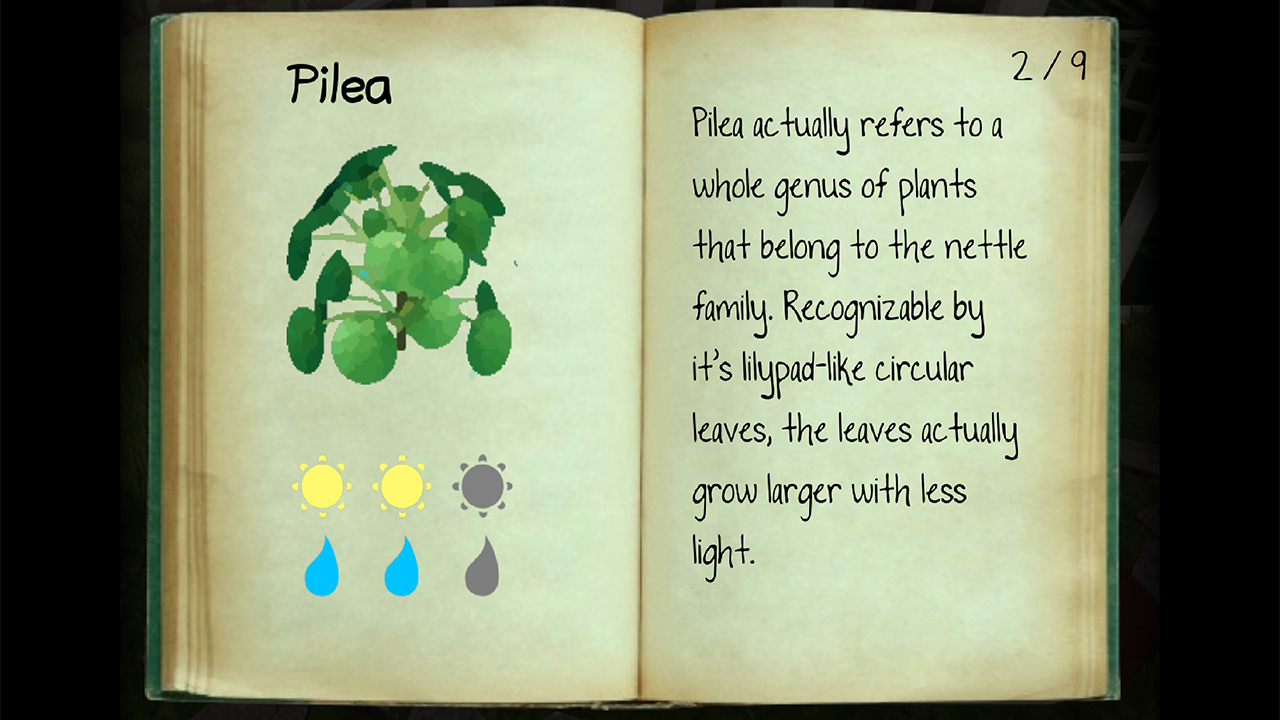 Pilea
2 / 9
Pilea actually refers to a
whole genus of plants
that belong to the nettle
family. Recognizable by
it's lilypad-like circular
leaves, the leaves actually
grow larger with less
light.